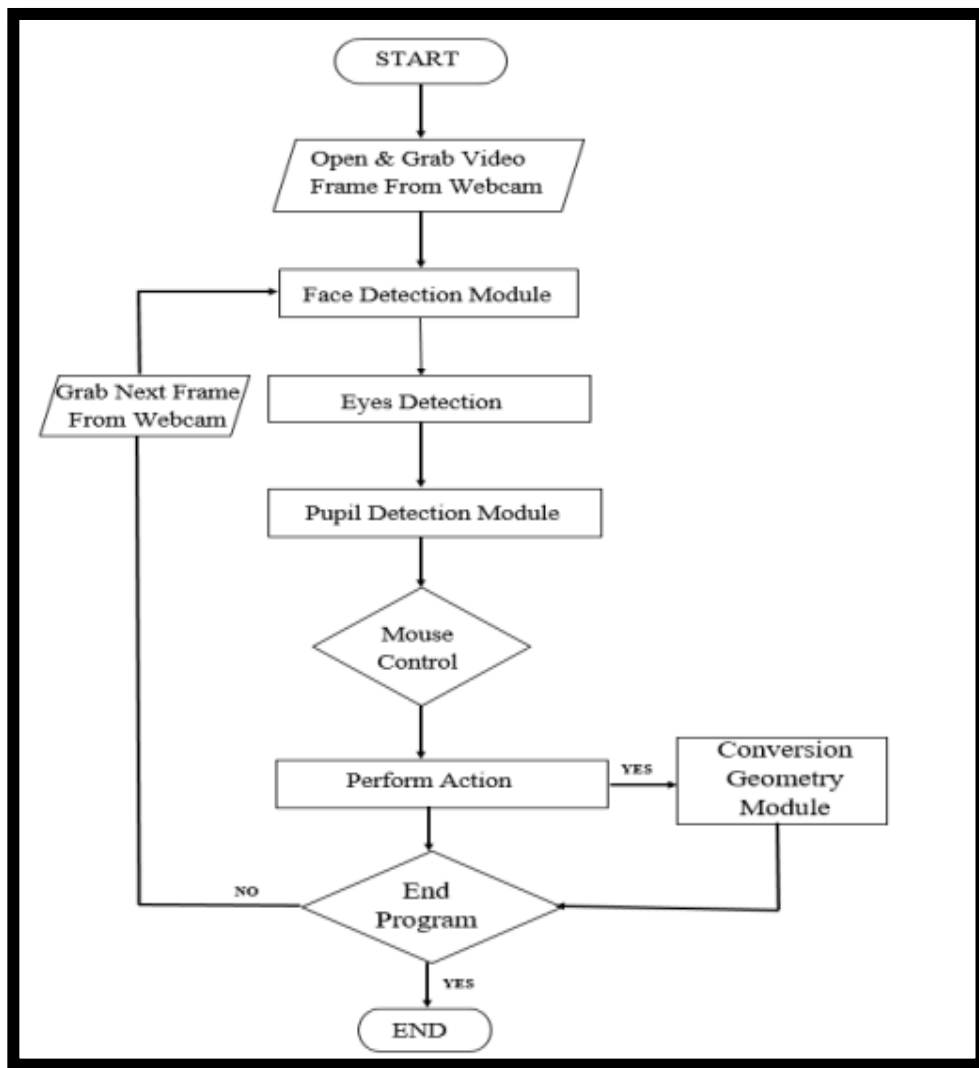 START
Open & Grab Video
Frame From Webcam
Face Detection Module
Grab Next Frame
From Webcam
Eyes Detection
Pupil Detection Module
Mouse
Control
Perform Action
YES
Conversion
Geometry
Module
End
Program
NO
YES
END